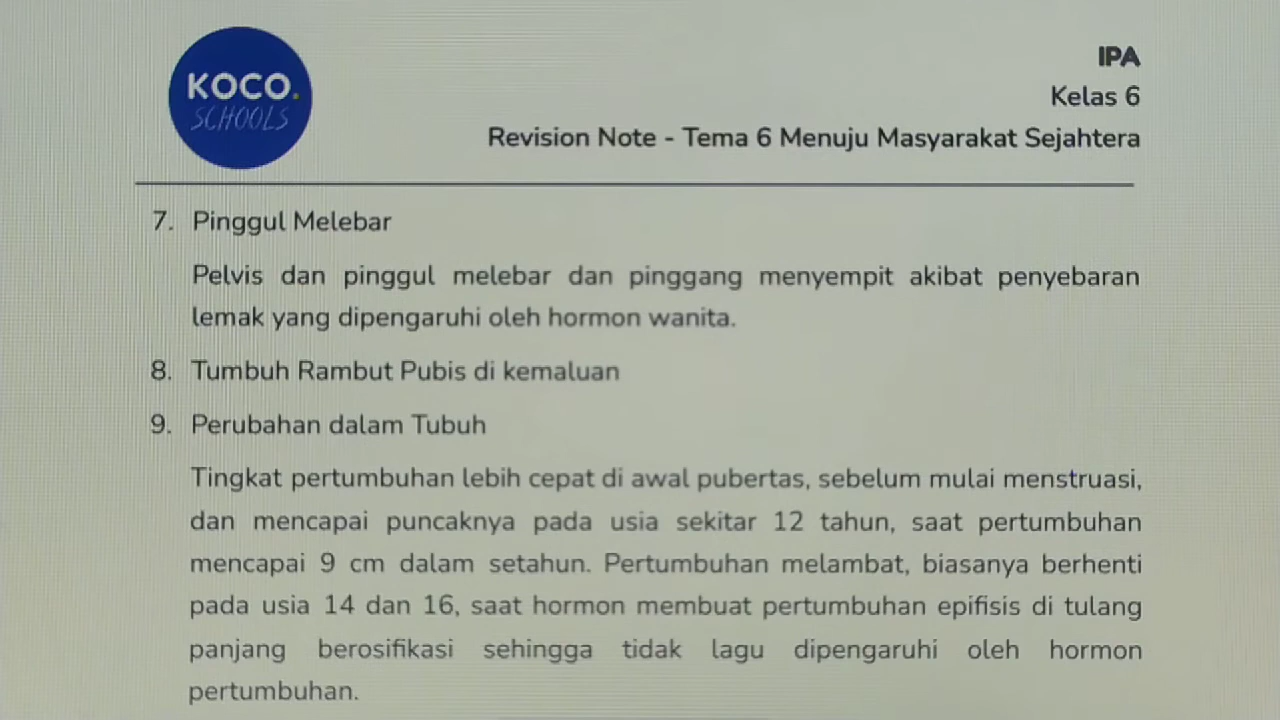 KOCO.
SCHOOLS
IPA
Kelas 6
Revision Note - Tema 6 Menuju Masyarakat Sejahtera
7. Pinggul Melebar
Pelvis dan pinggul melebar dan pinggang menyempit akibat penyebaran
lemak yang dipengaruhi oleh hormon wanita.
8. Tumbuh Rambut Pubis di kemaluan
9. Perubahan dalam Tubuh
Tingkat pertumbuhan lebih cepat di awal pubertas, sebelum mulai menstruasi,
dan mencapai puncaknya pada usia sekitar 12 tahun, saat pertumbuhan
mencapai 9 cm dalam setahun. Pertumbuhan melambat, biasanya berhenti
pada usia 14 dan 16, saat hormon membuat pertumbuhan epifisis di tulang
panjang berosifikasi sehingga tidak lagu dipengaruhi oleh hormon
pertumbuhan.